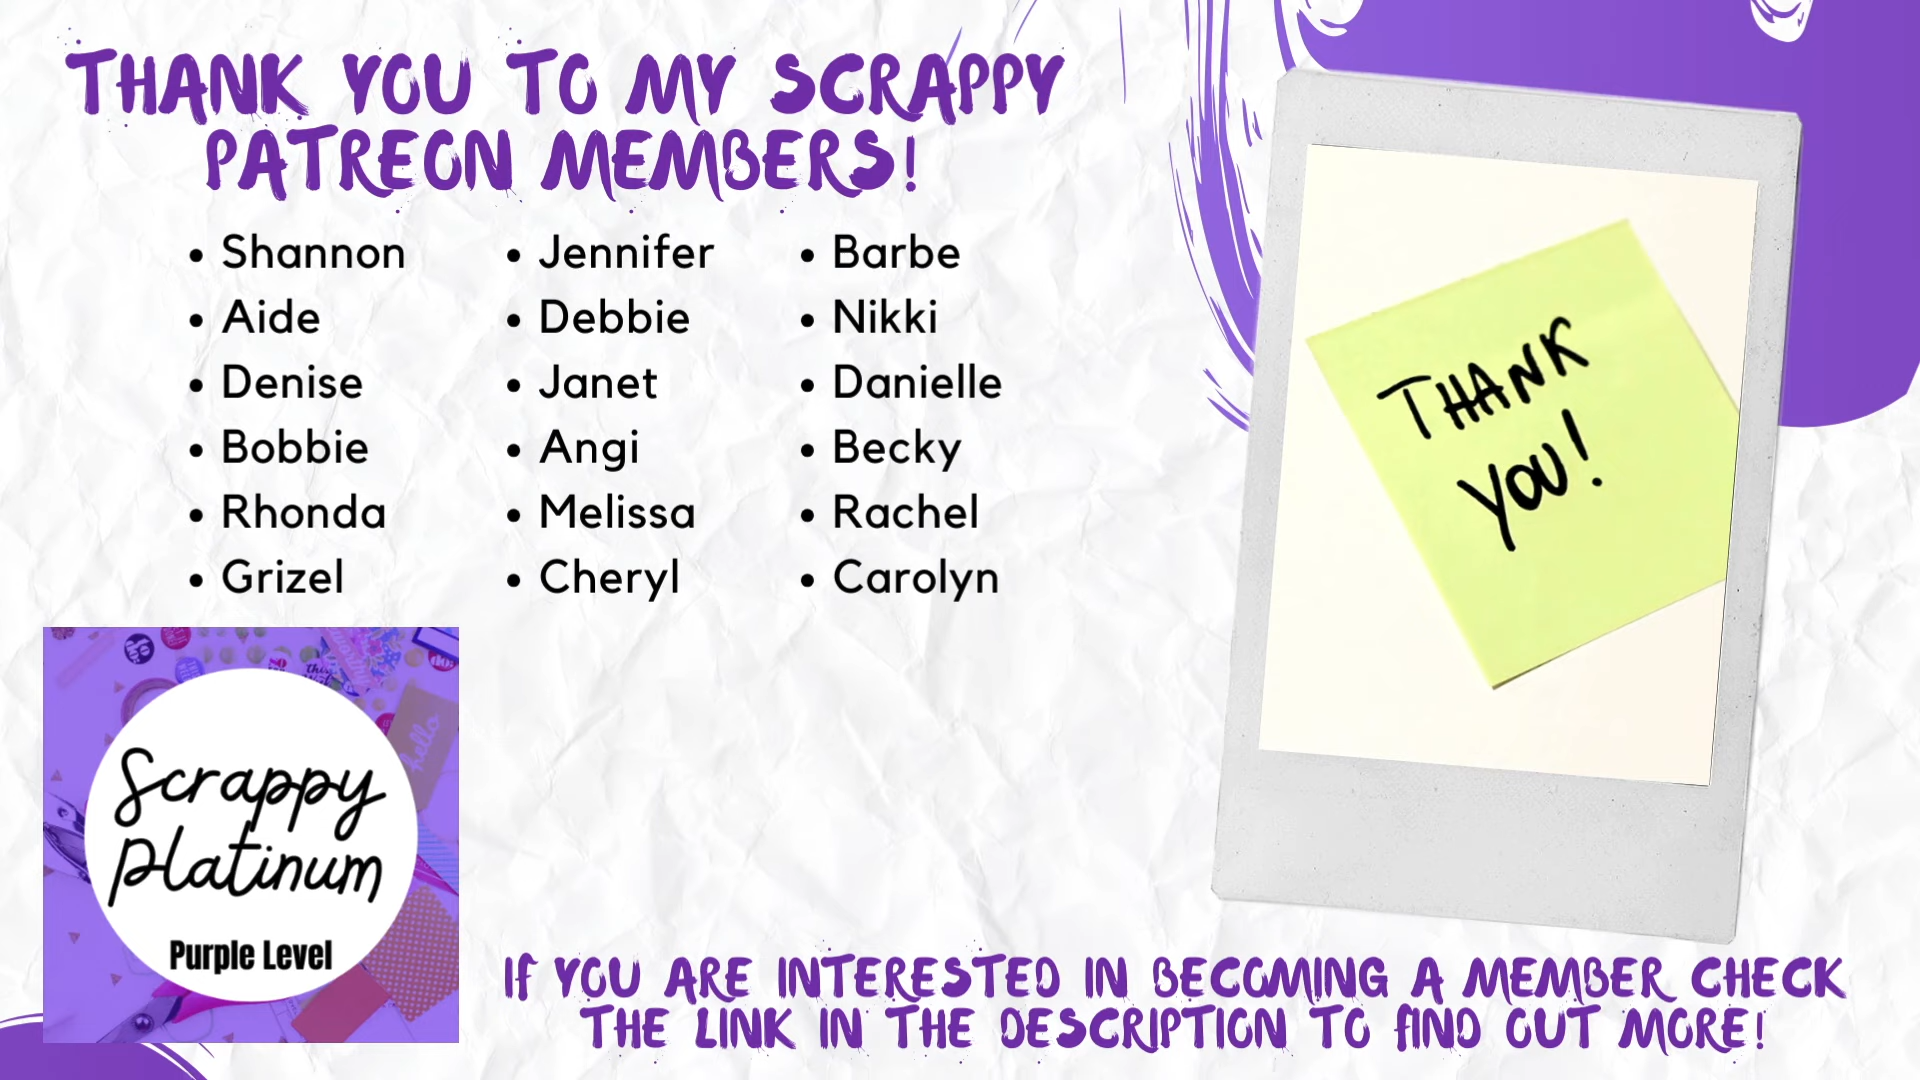 THANK YOU TO MY SCRAPPY
PATREON MEMBERS!
• Shannon
• Aide
• Denise
• Bobbie
• Rhonda
• Grizel
• Jennifer
• Debbie
• Janet
• Angi
• Melissa
• Cheryl
• Barbe
• Nikki
• Danielle
• Becky
• Rachel
• Carolyn
THANK
YOU!
hello
Scrappy
Platinum
Purple Level
IF YOU ARE INTERESTED IN BECOMING A MEMBER CHECK
THE LINK IN THE DESCRIPTION TO FIND OUT MORE!